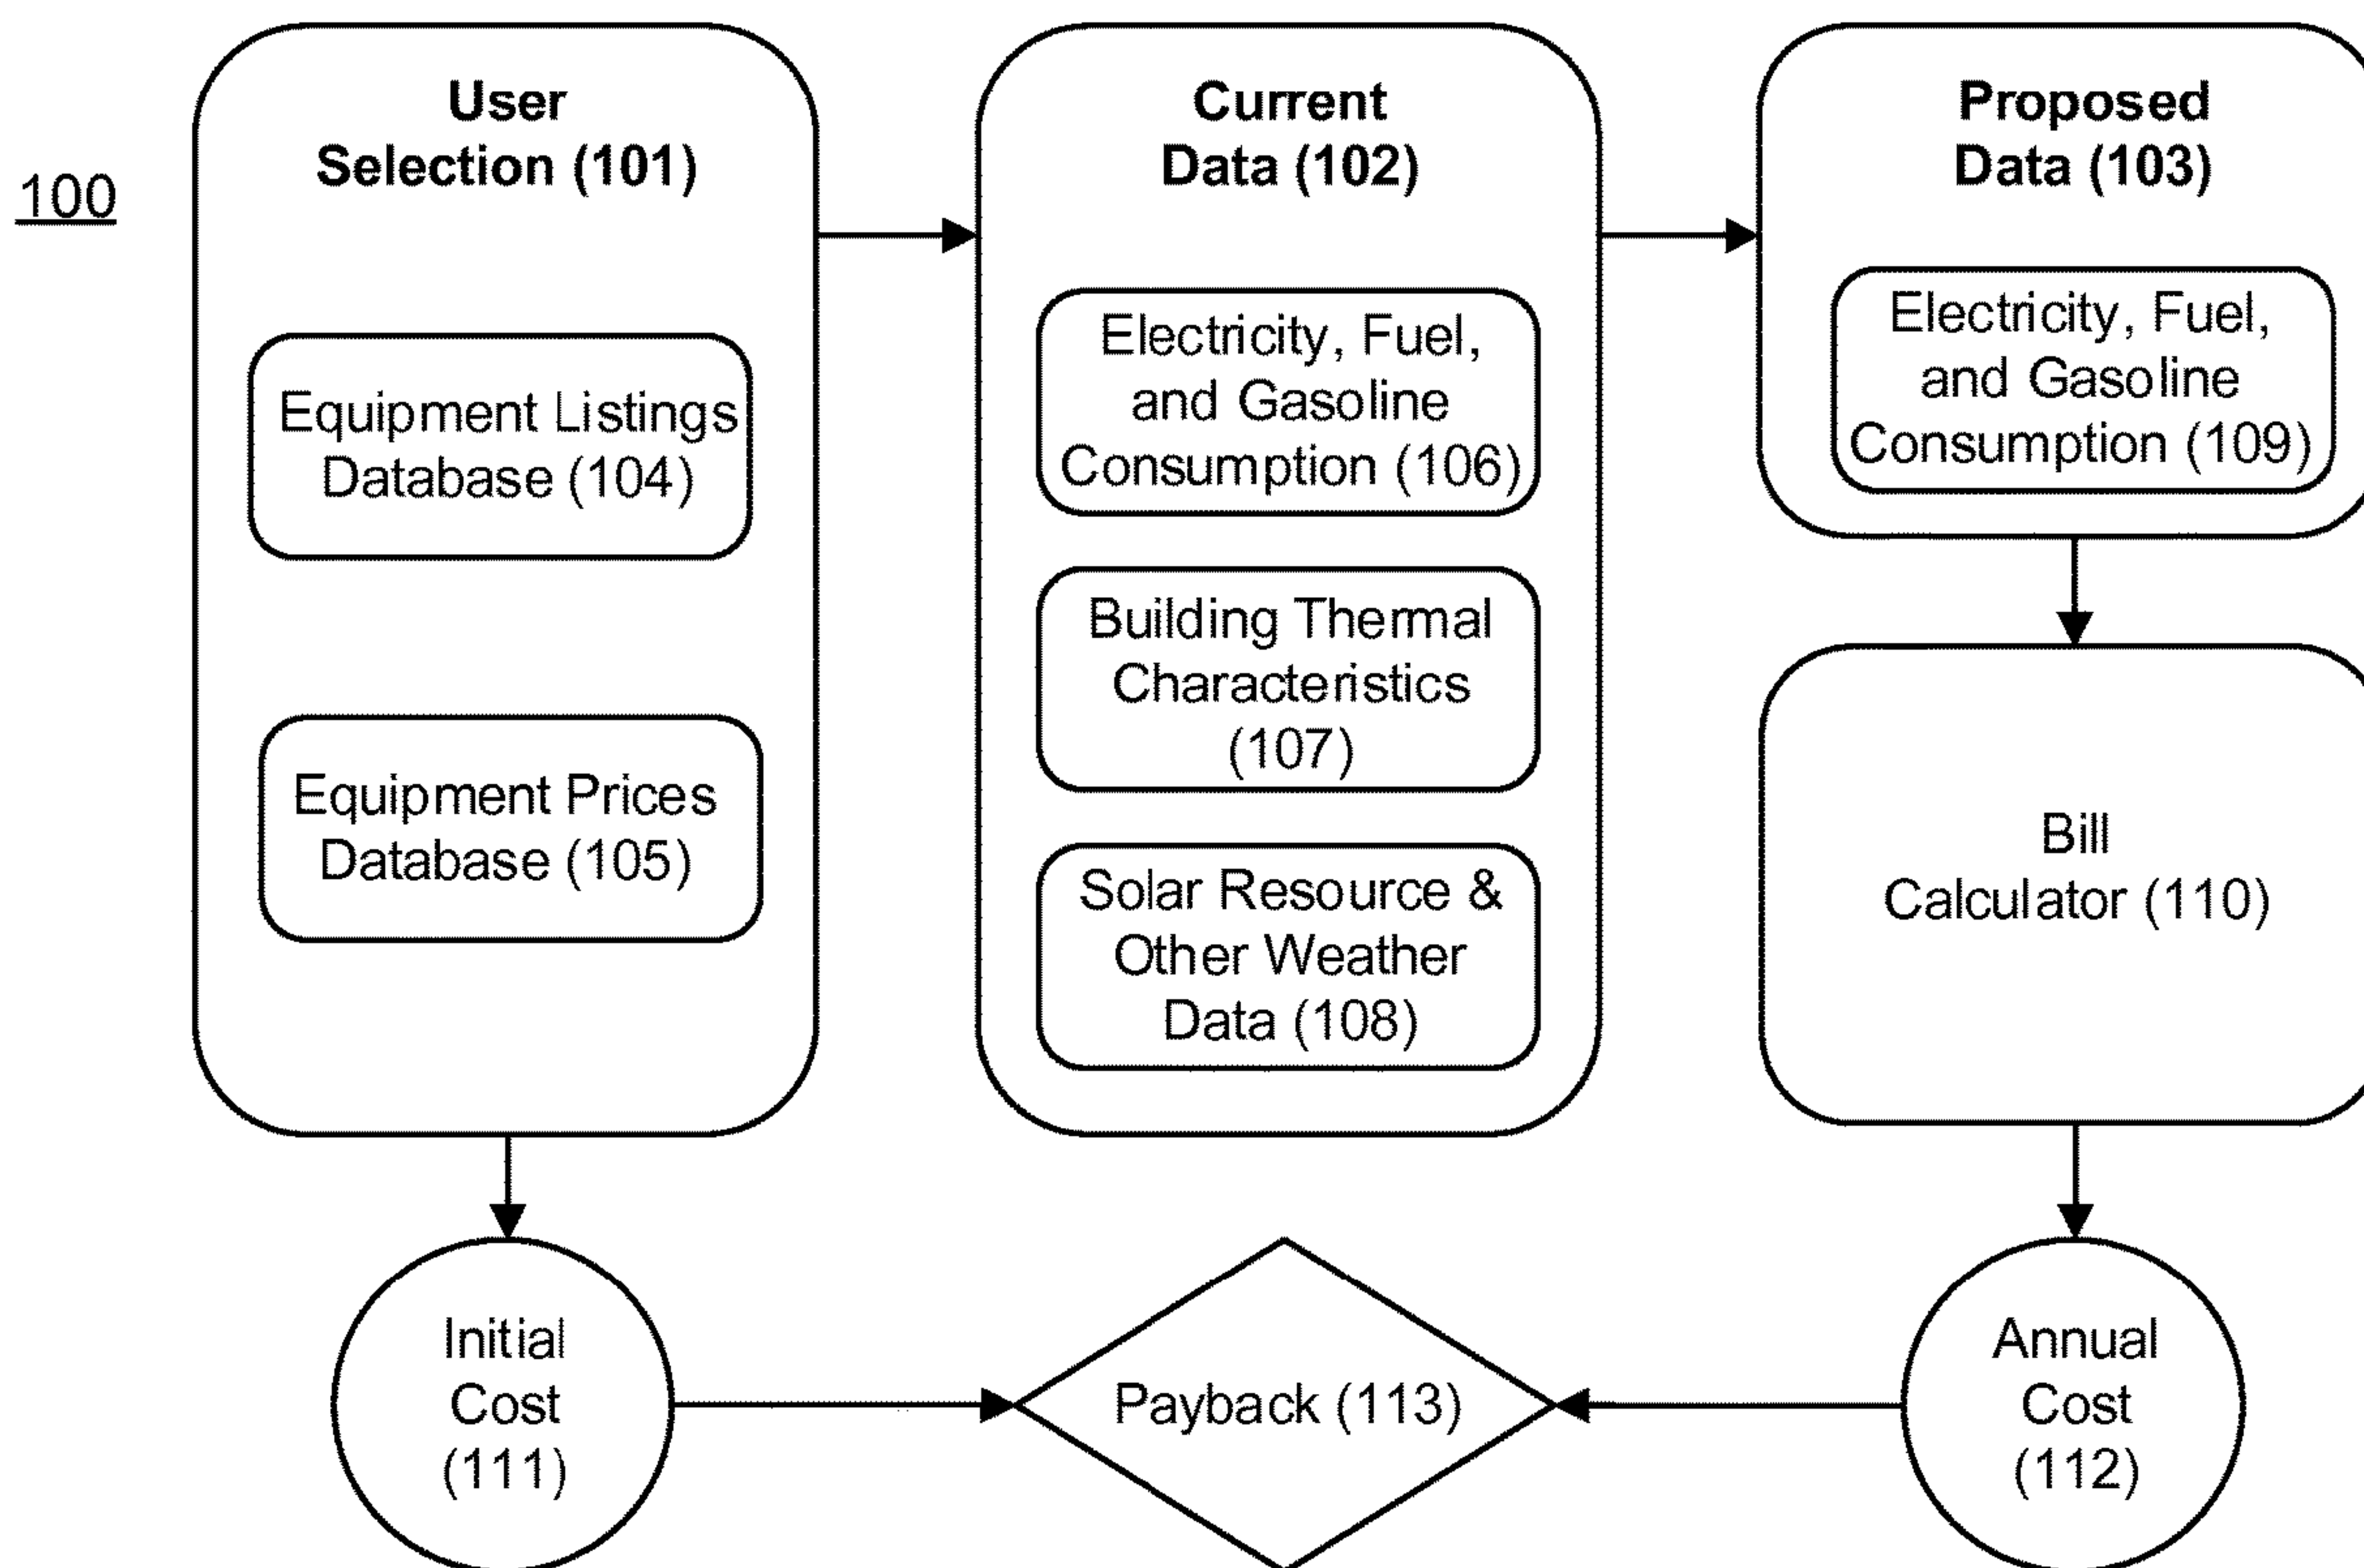 100
User
Selection (101)
Equipment Listings
Database (104)
Equipment Prices
Database (105)
Current
Data (102)
Electricity, Fuel,
and Gasoline
Consumption (106)
Building Thermal
Characteristics
(107)
Solar Resource &
Other Weather
Data (108)
Proposed
Data (103)
Electricity, Fuel,
and Gasoline
Consumption (109)
Bill
Calculator (110)
Initial
Cost
(111)
Payback (113)
Annual
Cost
(112)